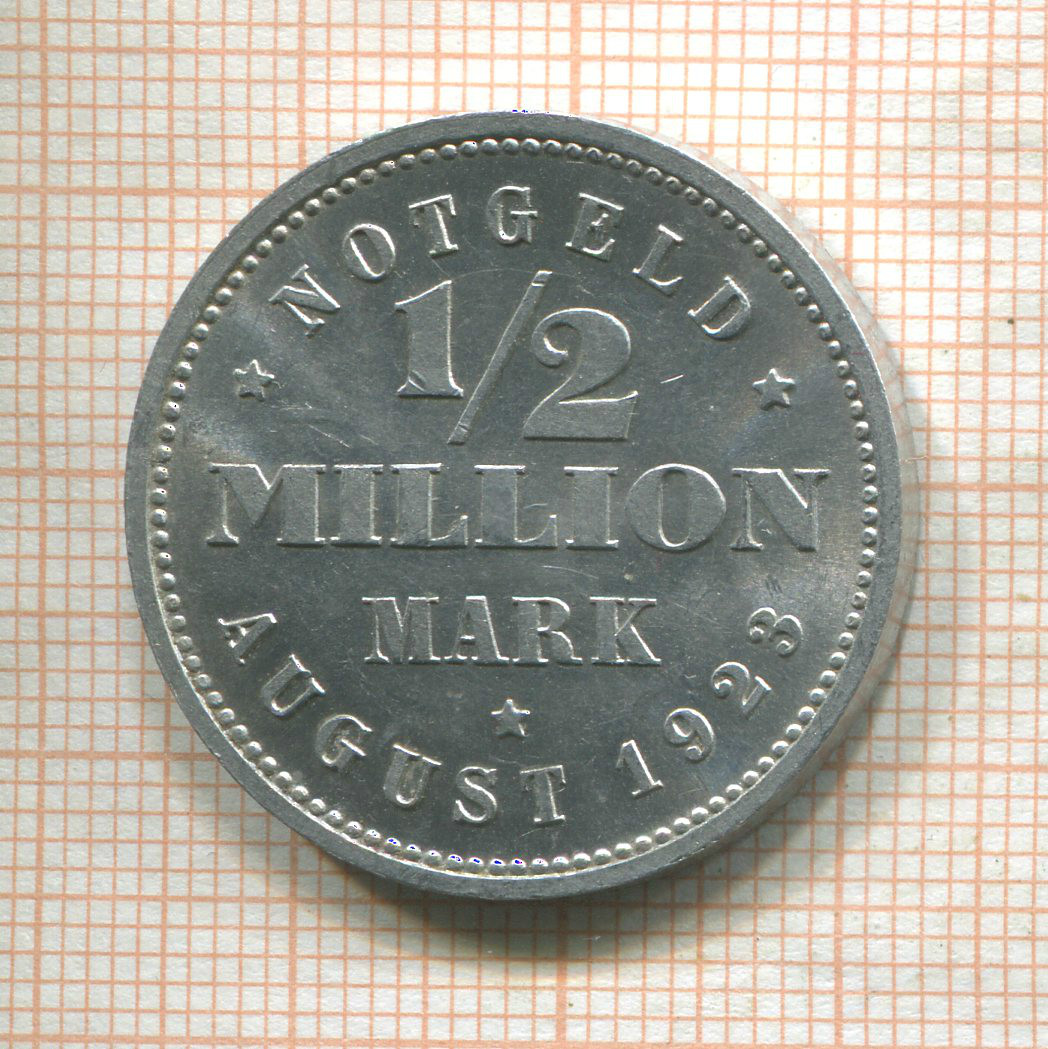 NOTGELD
1/2
MILLION
MARK
AUGUST 1923